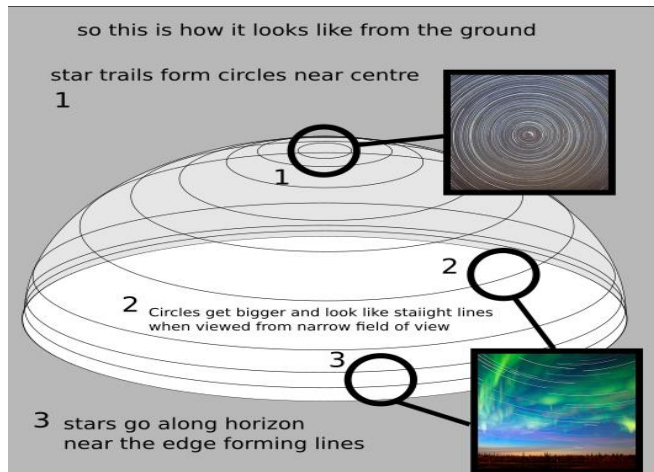 so this is how it looks like from the ground
star trails form circles near centre
1
1
2
2 Circles get bigger and look like staiight lines
when viewed from narrow field of view
3
3 stars go along horizon
near the edge forming lines